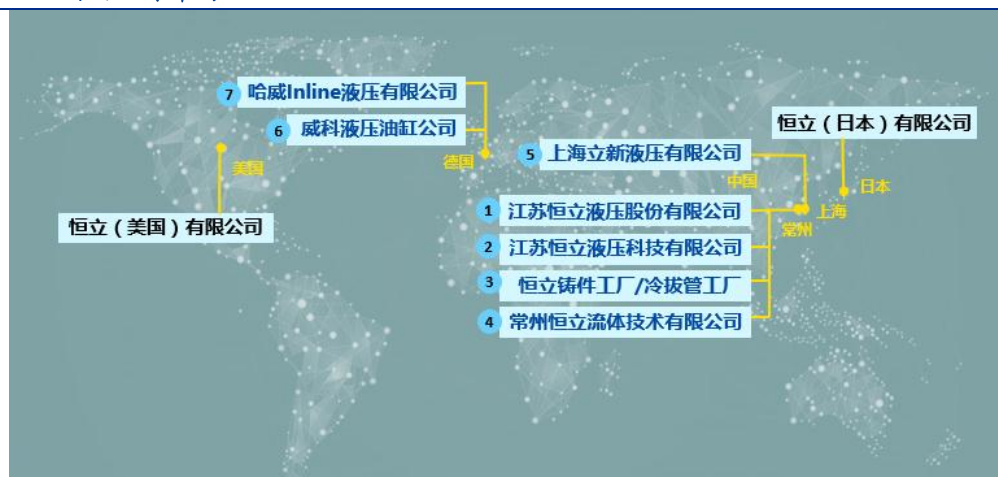 7 哈威Inline液压有限公司
6 威科液压油缸公司
恒立（日本）有限公司
5 上海立新液压有限公司
美国
德国
中国
日本
1 江苏恒立液压股份有限公司
上海
恒立（美国）有限公司
常州
2 江苏恒立液压科技有限公司
3 恒立铸件工厂/冷拔管工厂
4 常州恒立流体技术有限公司